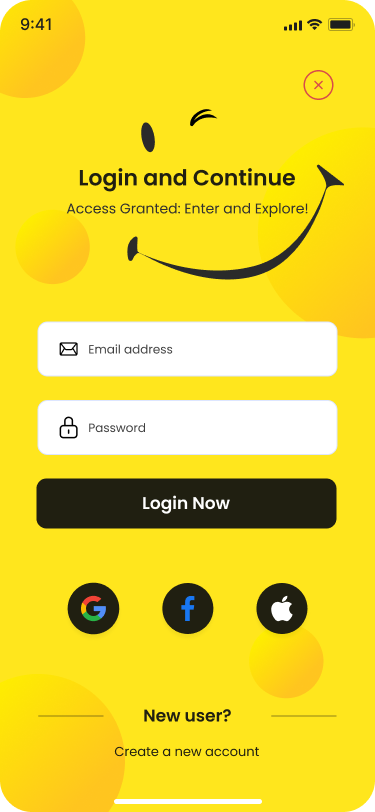 9:41
Login and Continue
Access Granted: Enter and Explore!
Email address
Password
Login Now
New user?
Create a new account